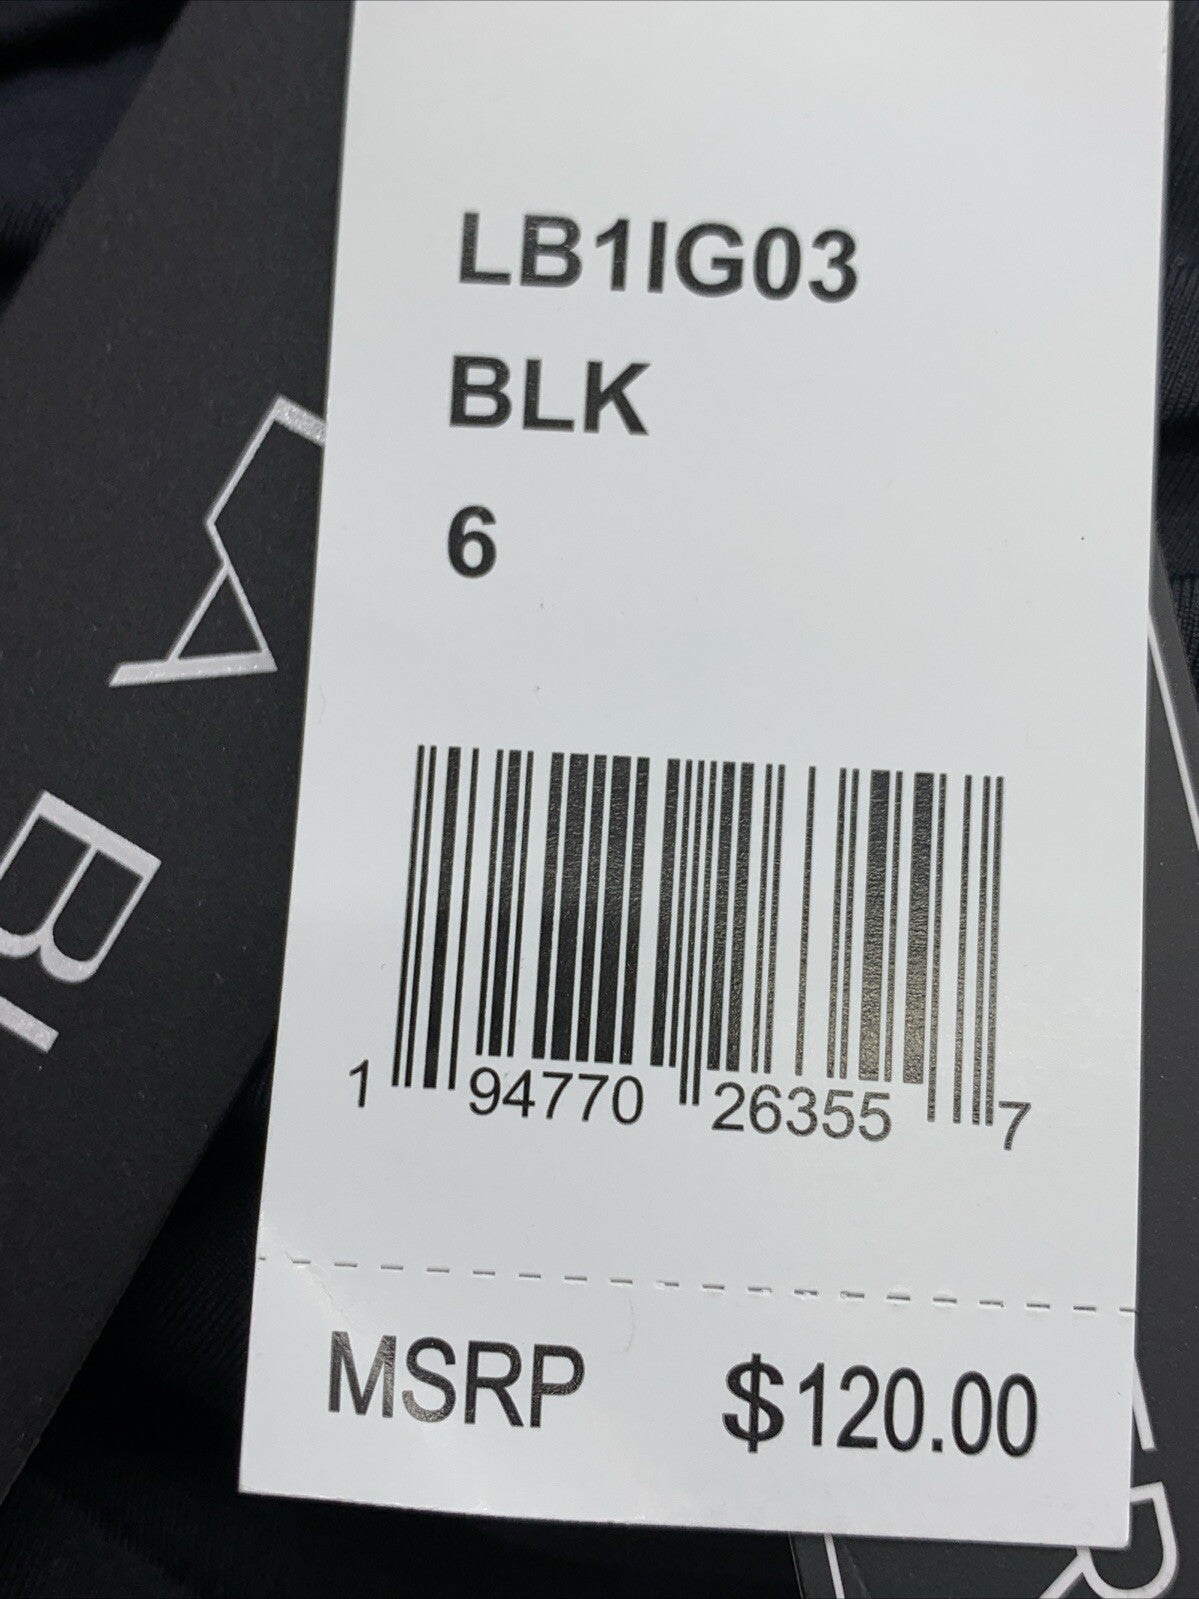 LB1IG03
BLK
6
1 94770 26355 7
MSRP $120.00